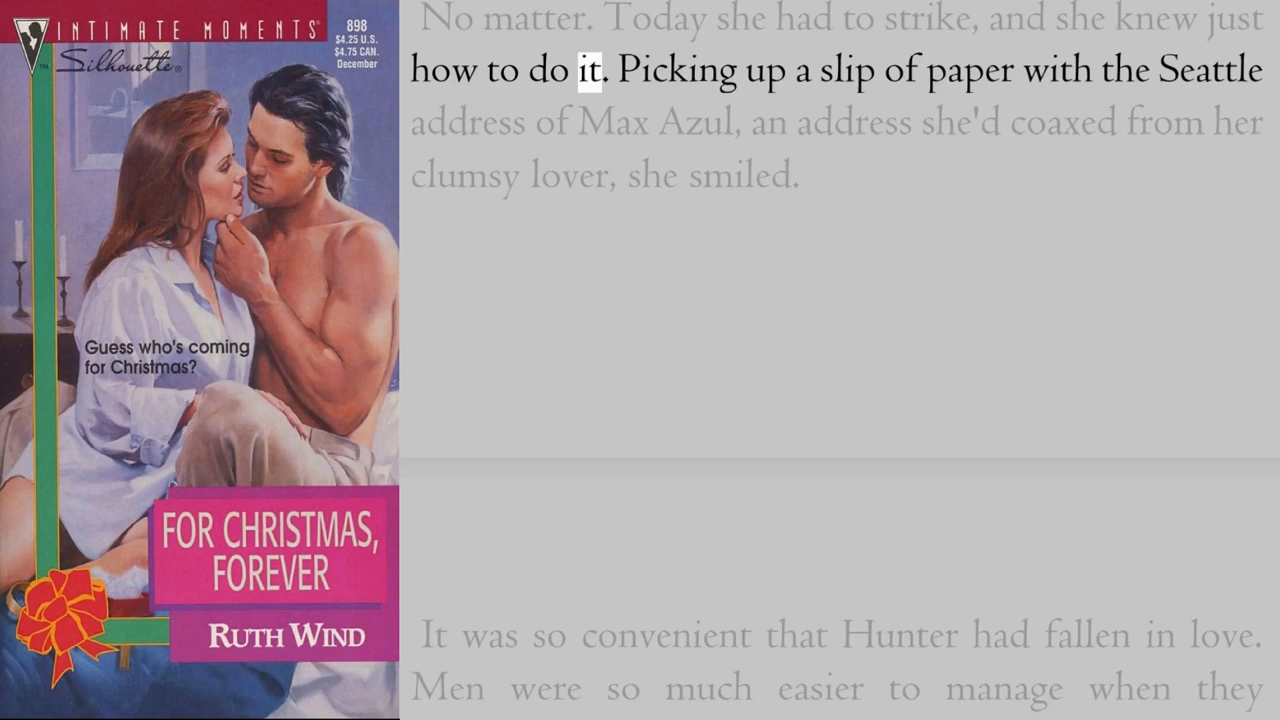 INTIMATE MOMENTS®
Silhouette®
TM
898
$4.25 U.S.
$4.75 CAN.
December
Guess who's coming
for Christmas?
FOR CHRISTMAS,
FOREVER
RUTH WIND
No matter. Today she had to strike, and she knew just
how to do it. Picking up a slip of paper with the Seattle
address of Max Azul, an address she'd coaxed from her
clumsy lover, she smiled.
It was so convenient that Hunter had fallen in love.
Men were so much easier to manage when they